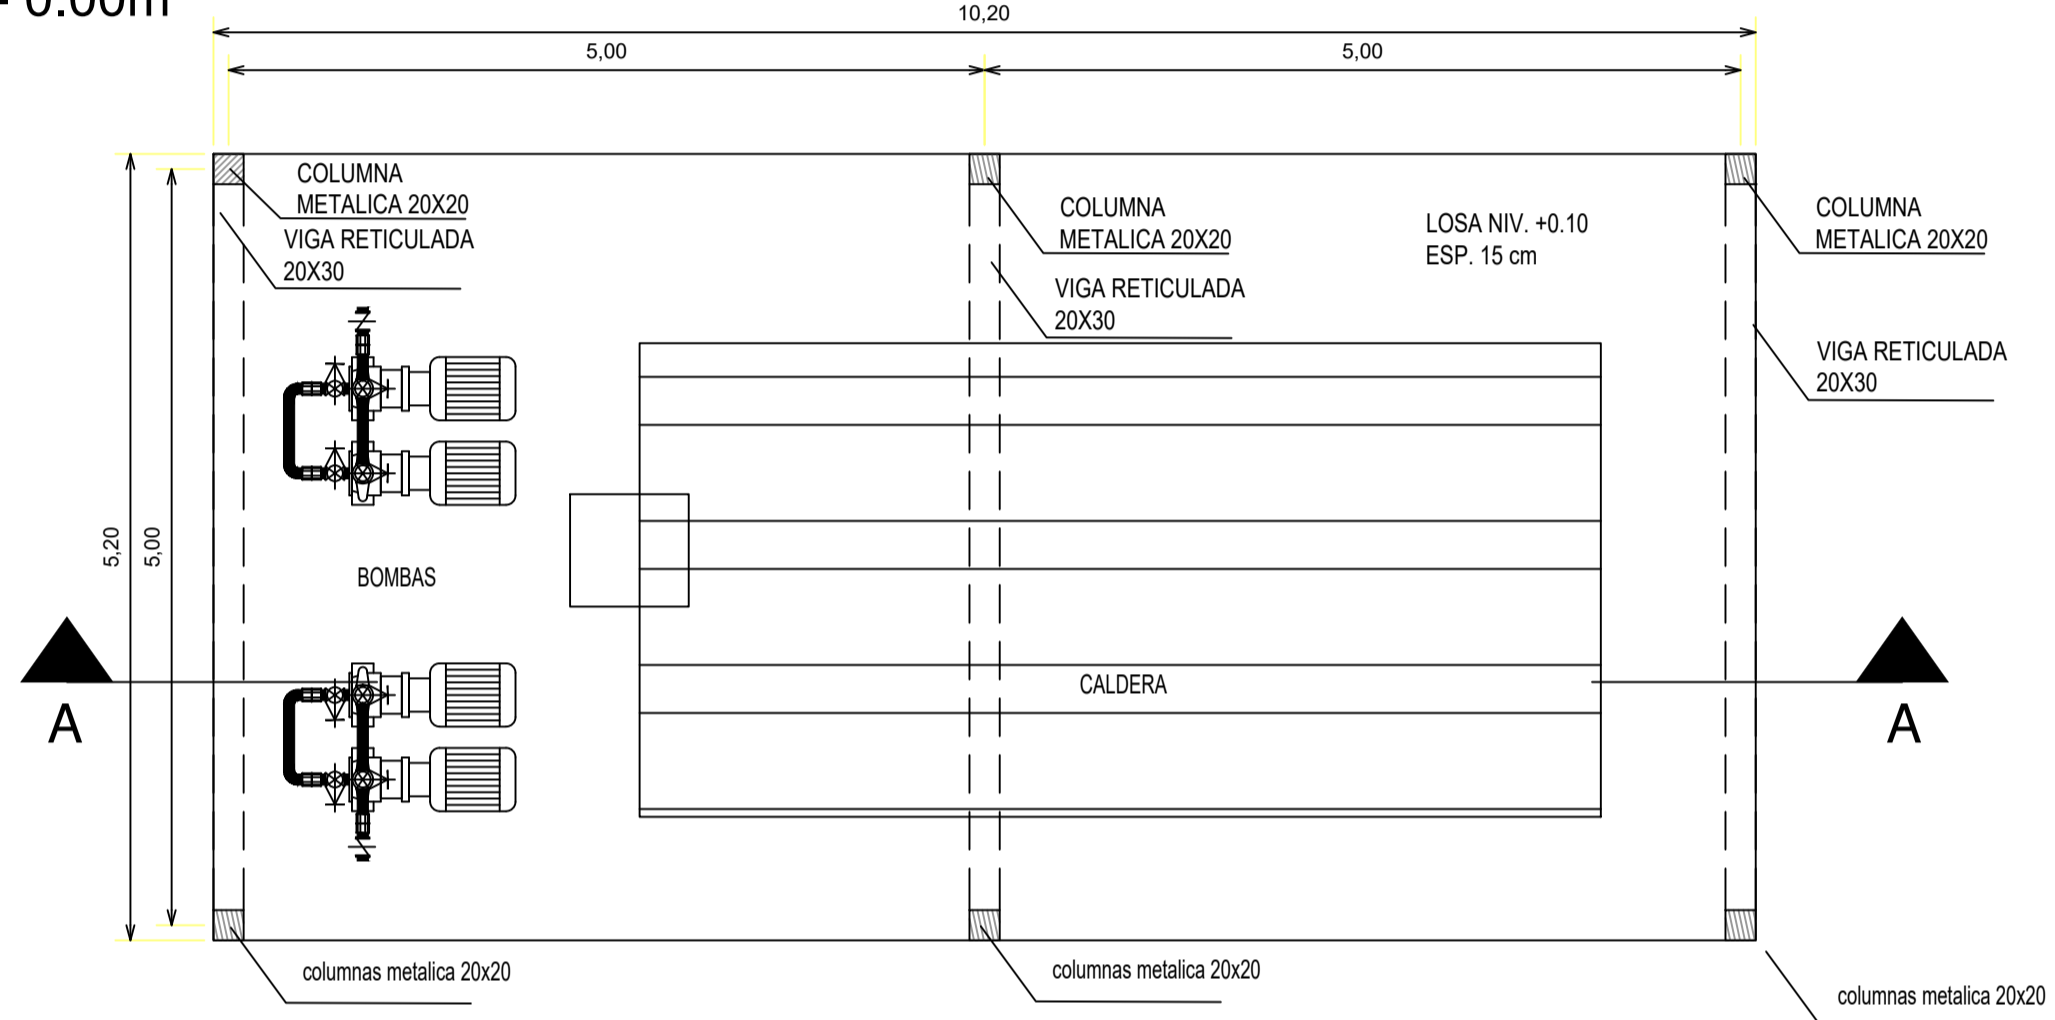 0.00m
10,20
5,00
5,00
COLUMNA
METALICA 20X20
VIGA RETICULADA
20X30
COLUMNA
METALICA 20X20
VIGA RETICULADA
20X30
LOSA NIV. +0.10
ESP. 15 cm
COLUMNA
METALICA 20X20
VIGA RETICULADA
20X30
5,20
5,00
BOMBAS
CALDERA
A
A
columnas metalica 20x20
columnas metalica 20x20
columnas metalica 20x20